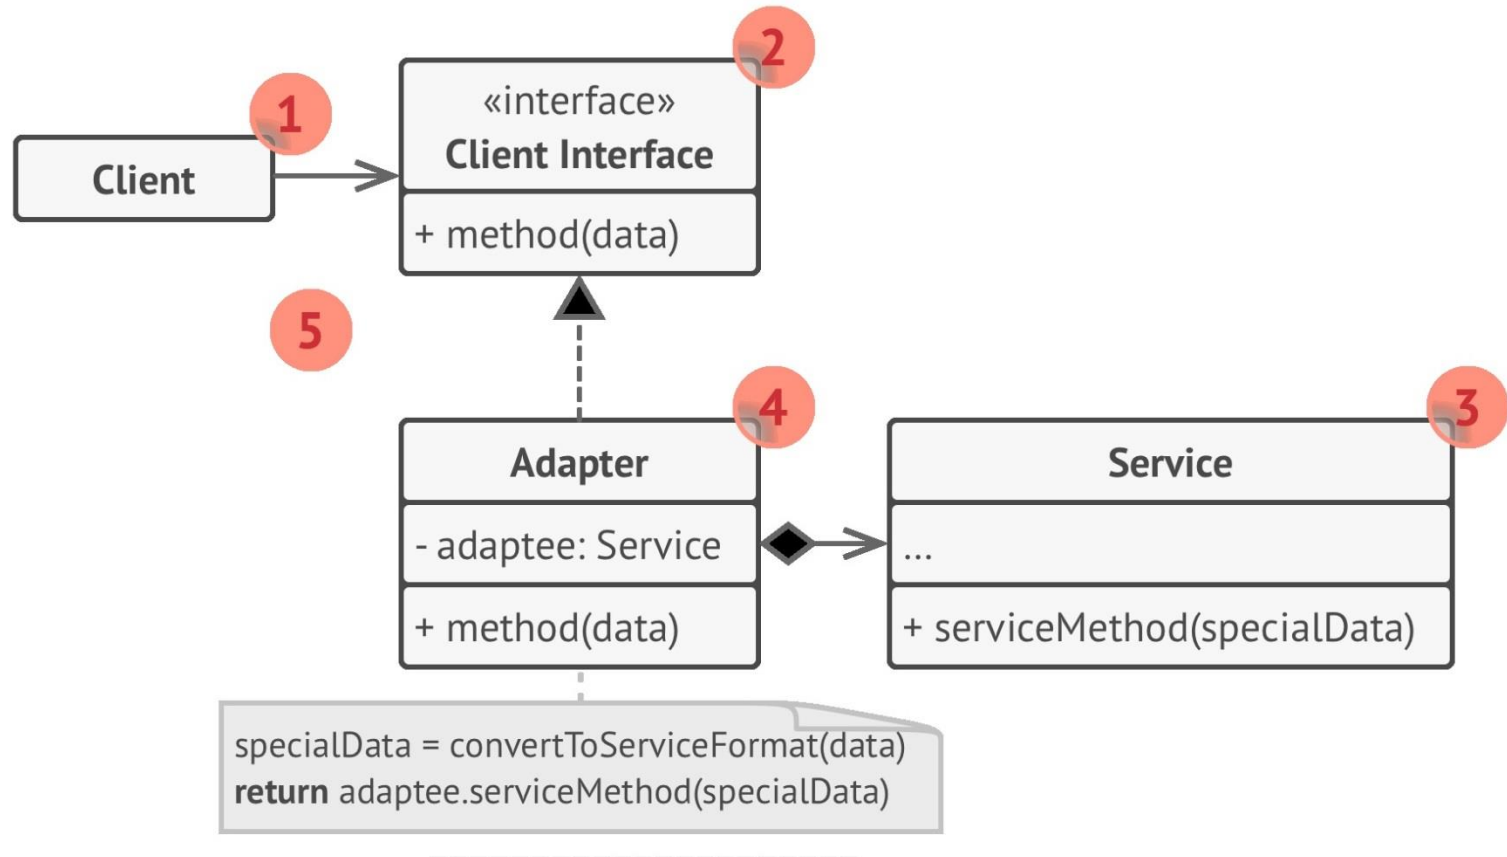 1
Client
2
«interface»
Client Interface
+ method(data)
5
4
Adapter
- adaptee: Service
+ method(data)
3
Service
...
+ serviceMethod(specialData)
specialData = convertToServiceFormat(data)
return adaptee.serviceMethod(specialData)